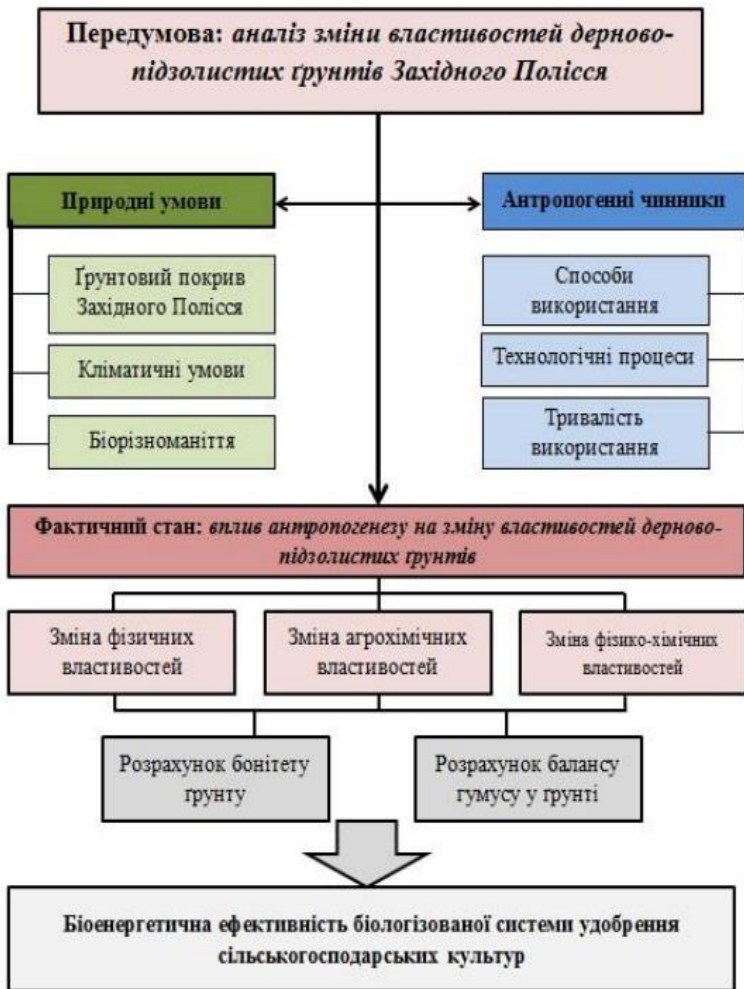 Передумова: аналіз зміни властивостей дерново-
підзолистих ґрунтів Західного Полісся
Природні умови
Антропогенні чинники
Ґрунтовий покрив
Західного Полісся
Кліматичні умови
Біорізноманіття
Способи
використання
Технологічні процеси
Тривалість
використання
Фактичний стан: вплив антропогенезу на зміну властивостей дерново-
підзолистих ґрунтів
Зміна фізичних
властивостей
Зміна агрохімічних
властивостей
Зміна фізико-хімічних
властивостей
Розрахунок бонітету
ґрунту
Розрахунок балансу
гумусу у ґрунті
Біоенергетична ефективність біологізованої системи удобрення
сільськогосподарських культур